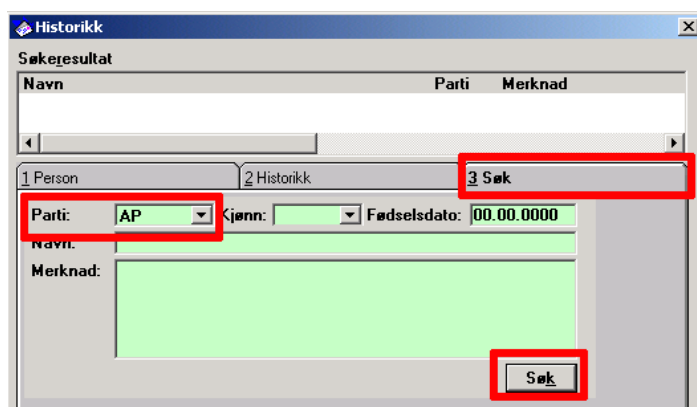 Historikk
Søkeresultat
Navn Parti Merknad
1 Person 2 Historikk 3 Søk
Parti: AP Kjønn: Fødselsdato: 00.00.0000
Navn:
Merknad:
Søk